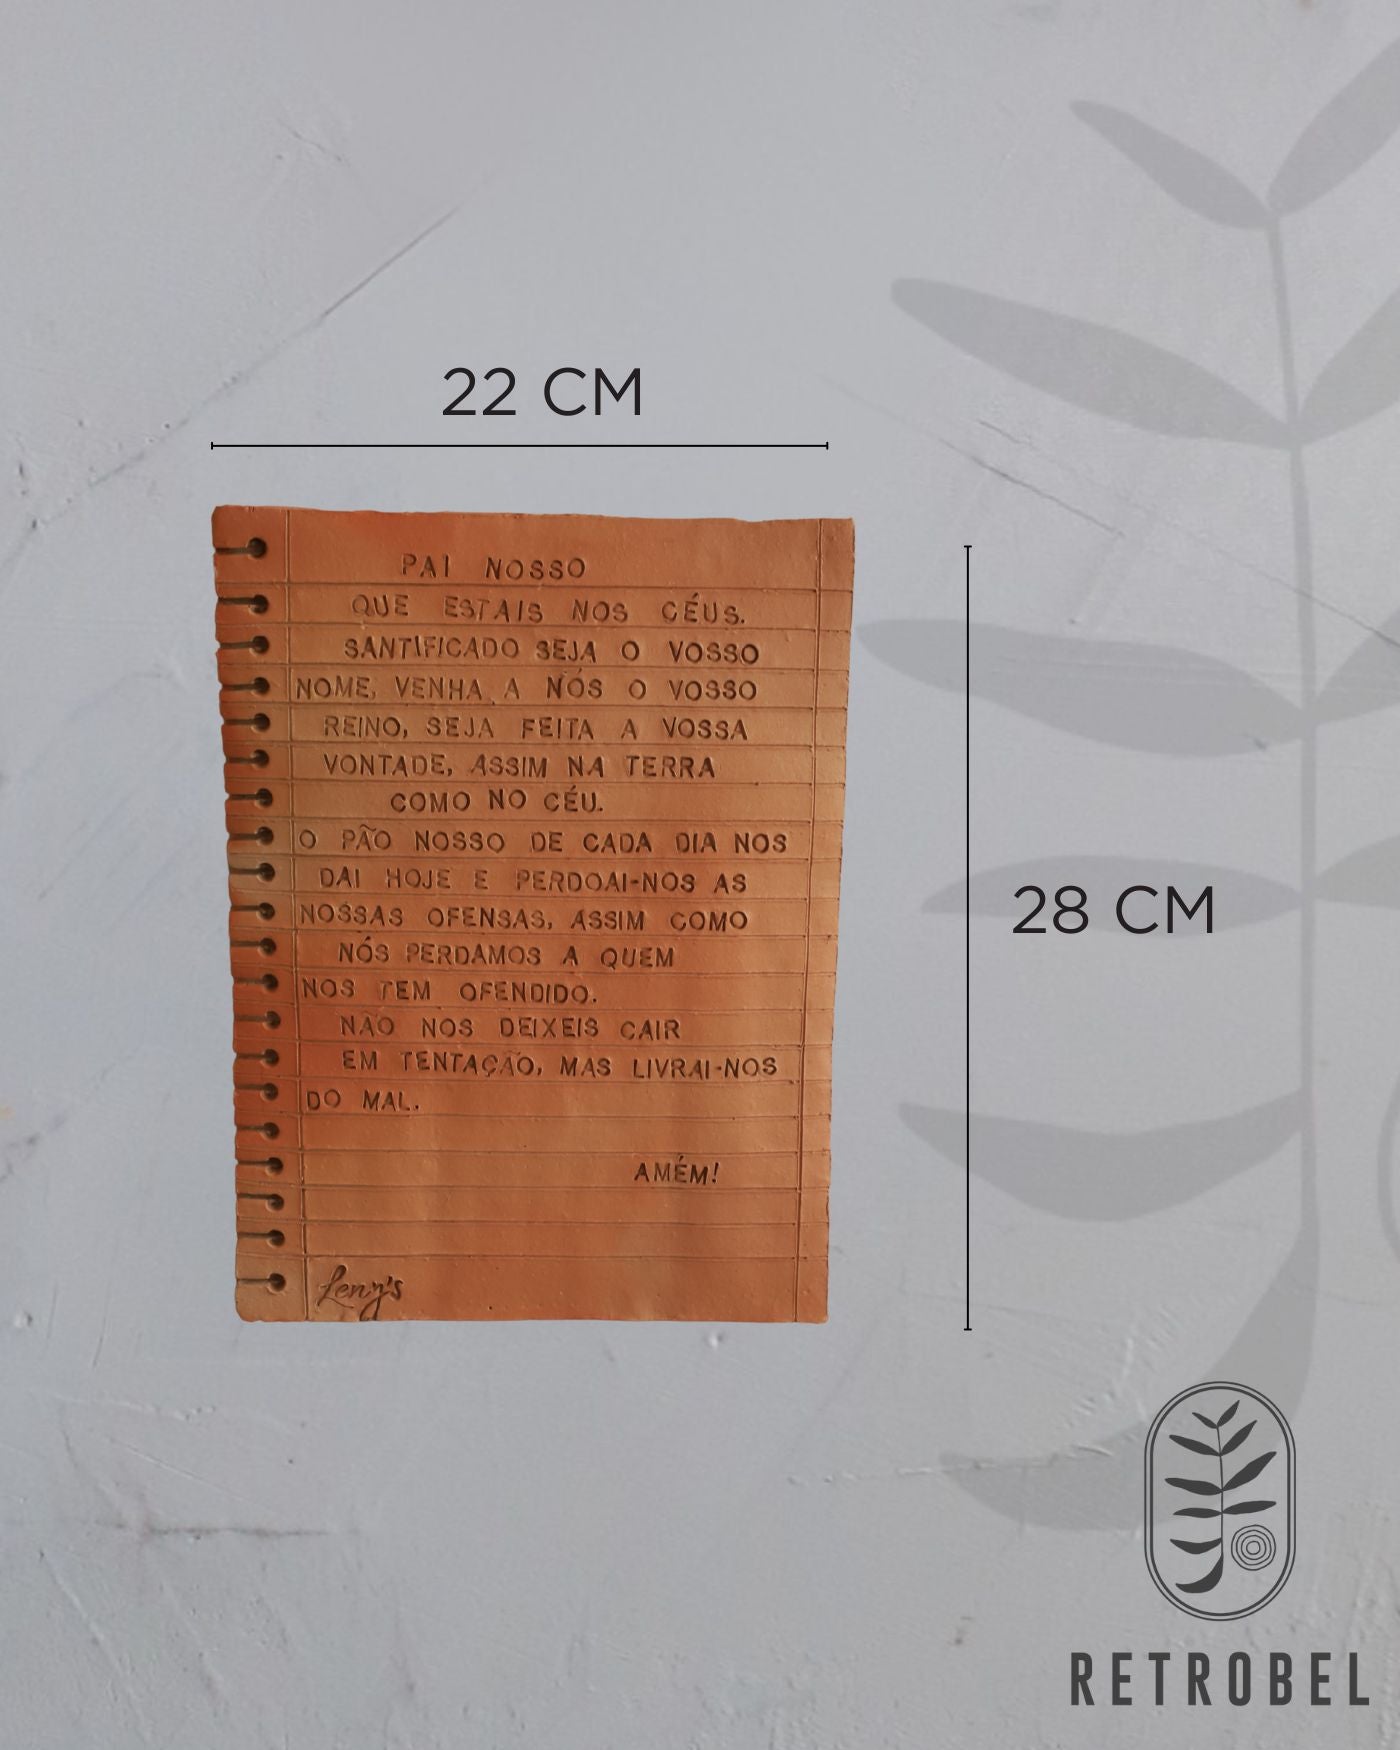 22 CM
PAI NOSSO
QUE ESTAIS NOS CÉUS.
SANTIFICADO SEJA O VOSSO
NOME, VENHA A NÓS O VOSSO
REINO, SEJA FEITA A VOSSA
VONTADE, ASSIM NA TERRA
COMO NO CÉU.
O PÃO NOSSO DE CADA DIA NOS
DAI HOJE E PERDOAI-NOS AS
NOSSAS OFENSAS, ASSIM COMO
NÓS PERDAMOS A QUEM
NOS TEM OFENDIDO.
NÃO NOS DEIXEIS CAIR
EM TENTAÇÃO, MAS LIVRAI-NOS
DO MAL.
AMÉM!
Leny's
28 CM
RETROBEL